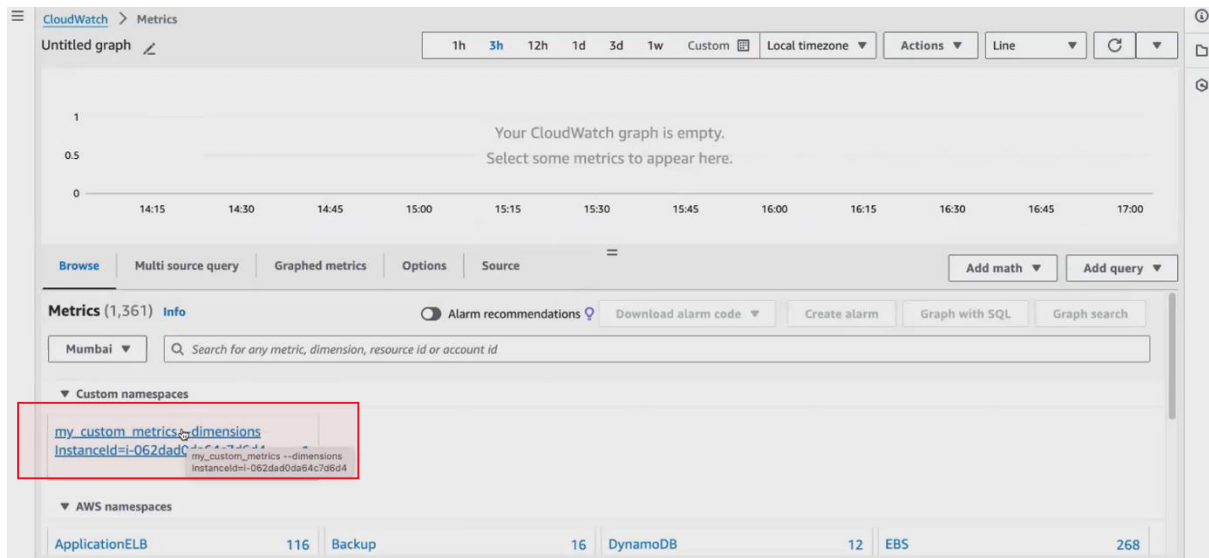 CloudWatch > Metrics
Untitled graph
1h 3h 12h 1d 3d 1w Custom Local timezone ▼ Actions ▼ Line ▼
1
0.5
0
Your CloudWatch graph is empty.
Select some metrics to appear here.
14:15 14:30 14:45 15:00 15:15 15:30 15:45 16:00 16:15 16:30 16:45 17:00
Browse Multi source query Graphed metrics Options Source Add math ▼ Add query ▼
Metrics (1,361) Info Alarm recommendations Download alarm code ▼ Create alarm Graph with SQL Graph search
Mumbai ▼ Search for any metric, dimension, resource id or account id
▼ Custom namespaces
my_custom_metrics --dimensions
InstanceId=i-062dad0da64c7d6d4
my_custom_metrics --dimensions
InstanceId=i-062dad0da64c7d6d4
▼ AWS namespaces
ApplicationELB 116 Backup 16 DynamoDB 12 EBS 268